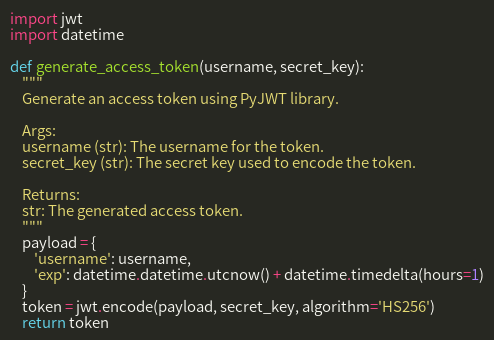 import jwt
import datetime

def generate_access_token(username, secret_key):
    """
    Generate an access token using PyJWT library.

    Args:
    username (str): The username for the token.
    secret_key (str): The secret key used to encode the token.

    Returns:
    str: The generated access token.
    """
    payload = {
        'username': username,
        'exp': datetime.datetime.utcnow() + datetime.timedelta(hours=1)
    }
    token = jwt.encode(payload, secret_key, algorithm='HS256')
    return token